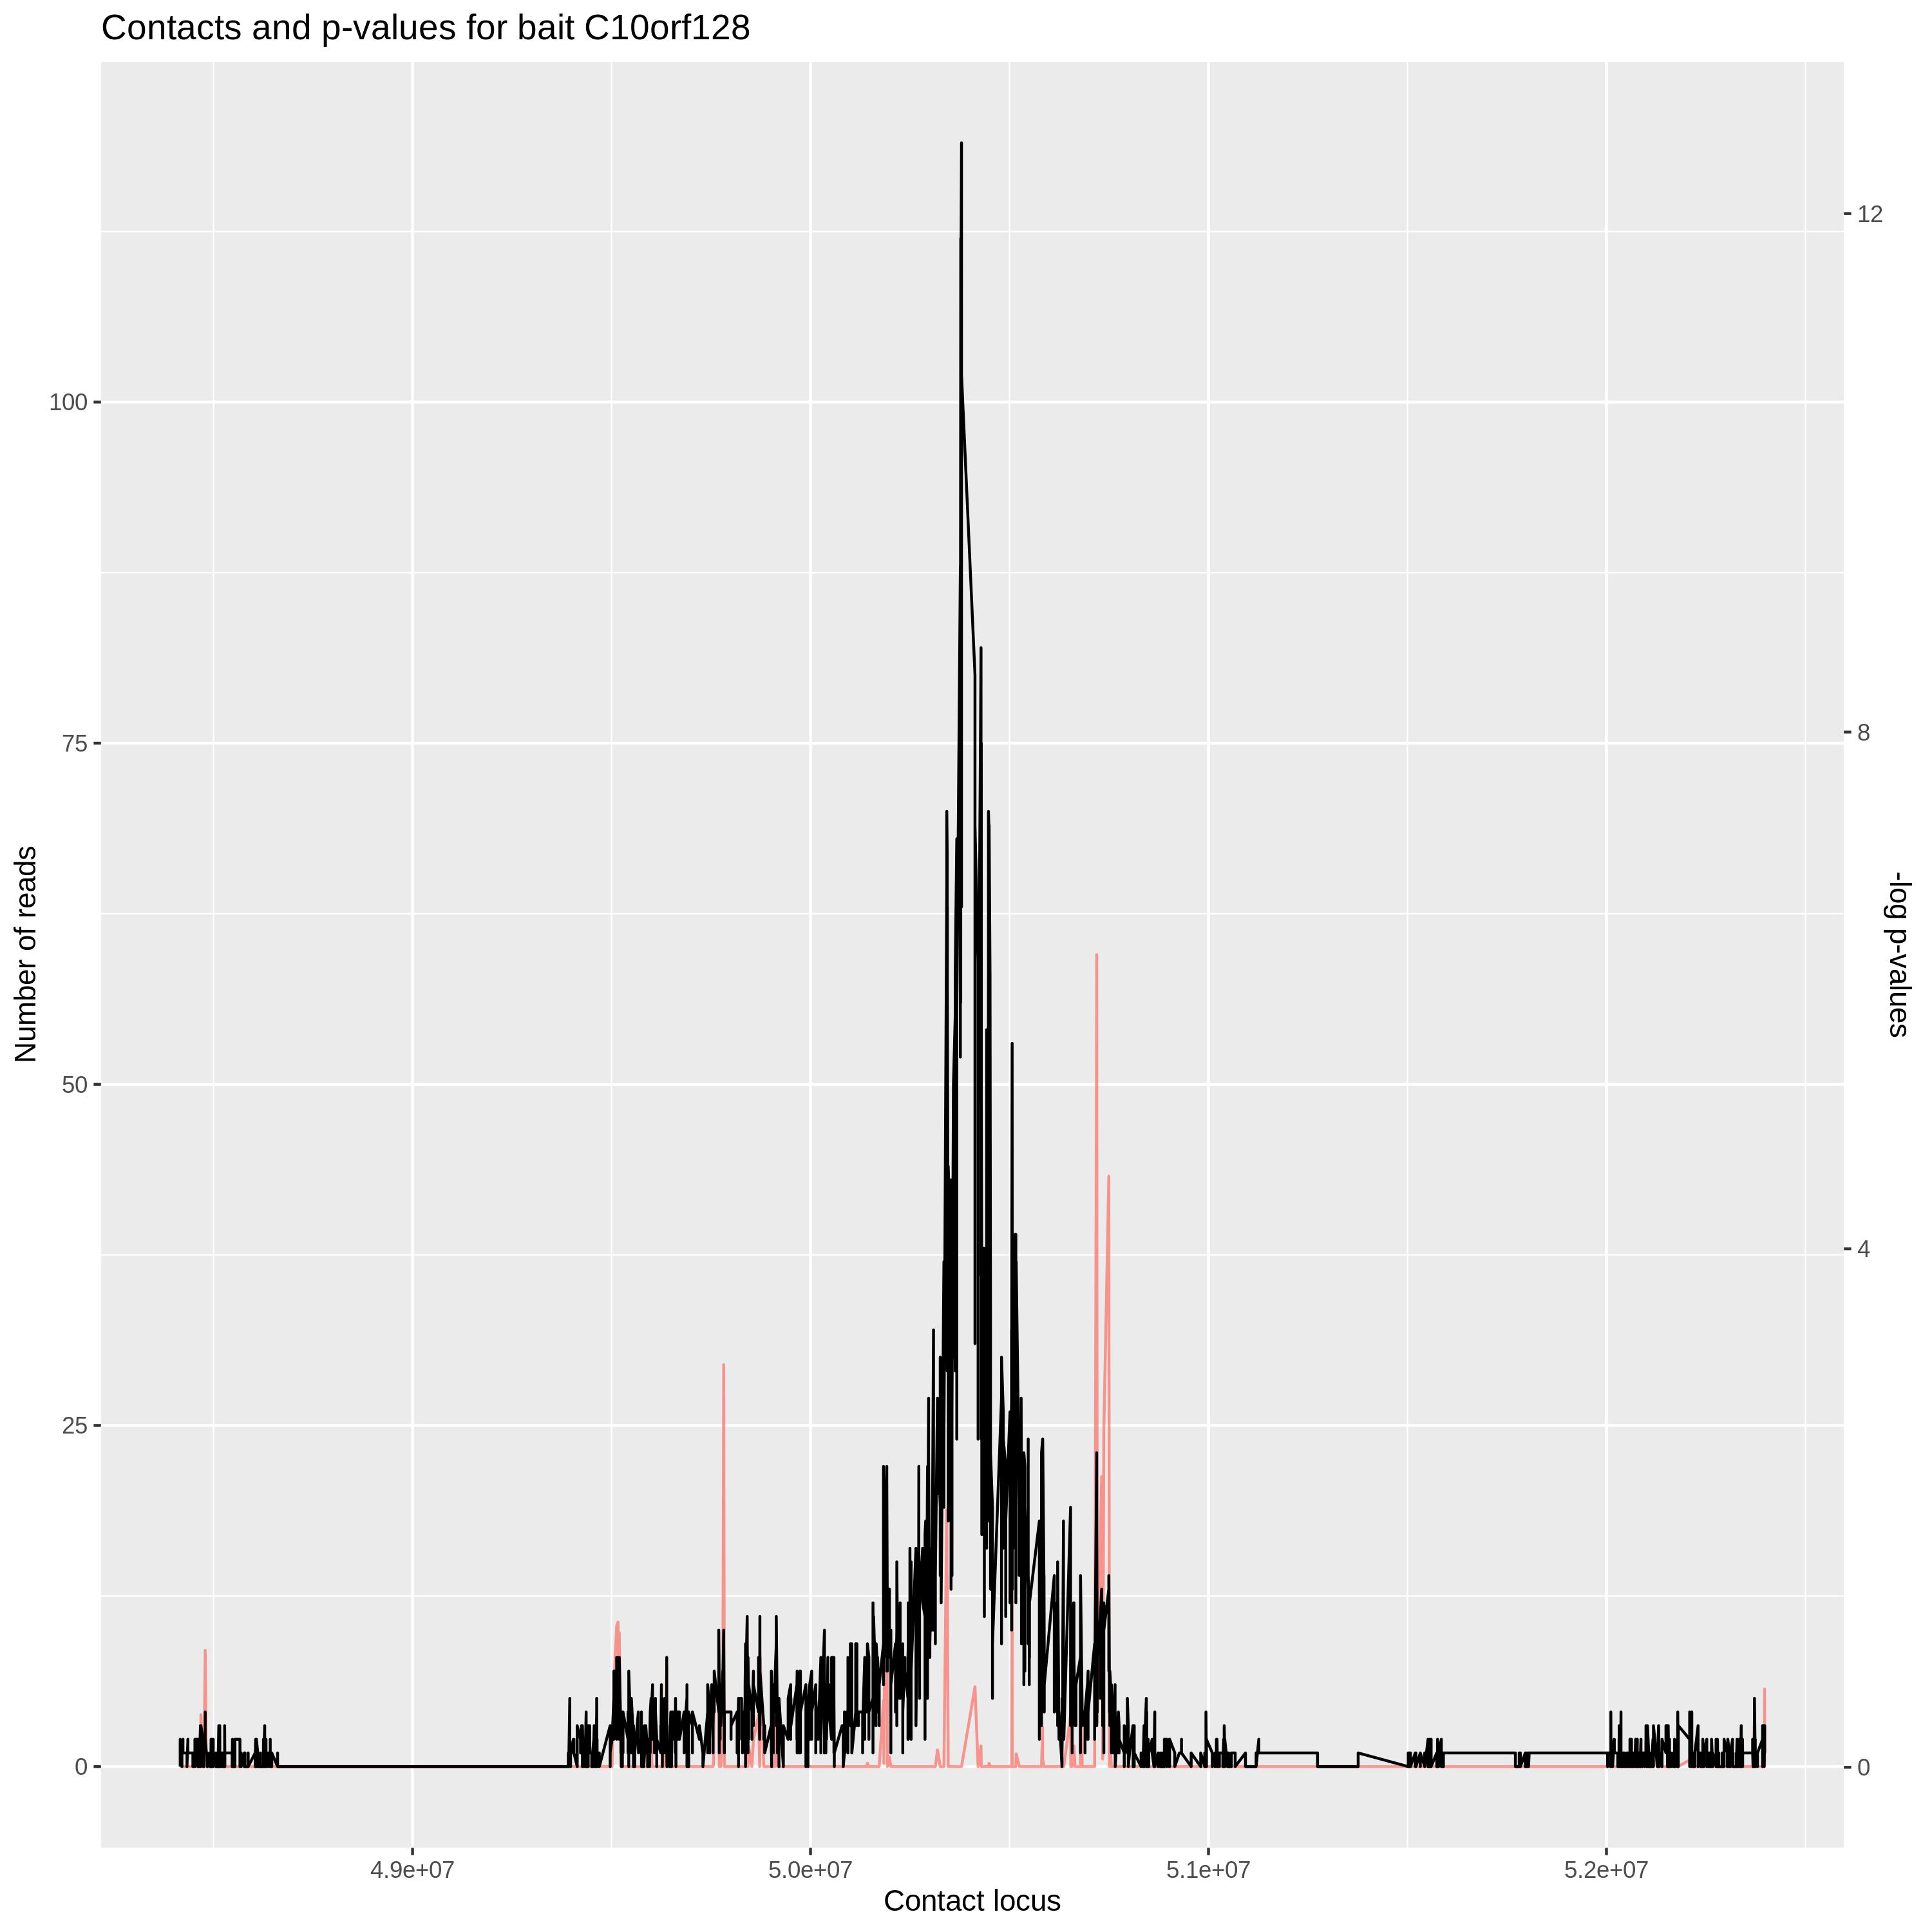 Contacts and p-values for bait C10orf128
Number of reads
100
75
50
25
0
12
8
4
0
-log p-values
4.9e+07 5.0e+07 5.1e+07 5.2e+07
Contact locus